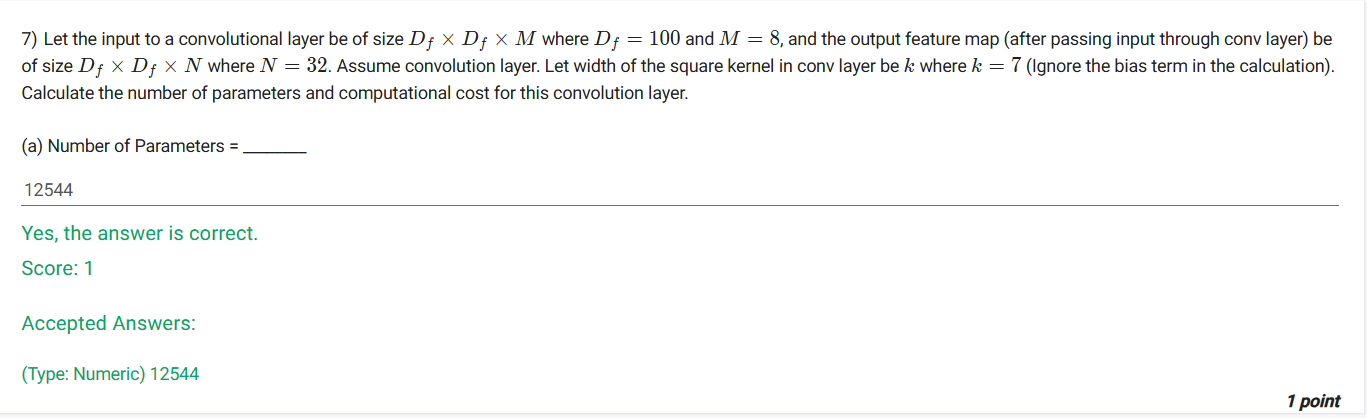 7) Let the input to a convolutional layer be of size D_f × D_f × M where D_f = 100 and M = 8, and the output feature map (after passing input through conv layer) be
of size D_f × D_f × N where N = 32. Assume convolution layer. Let width of the square kernel in conv layer be k where k = 7 (Ignore the bias term in the calculation).
Calculate the number of parameters and computational cost for this convolution layer.
(a) Number of Parameters = _______
12544
Yes, the answer is correct.
Score: 1
Accepted Answers:
(Type: Numeric) 12544
1 point